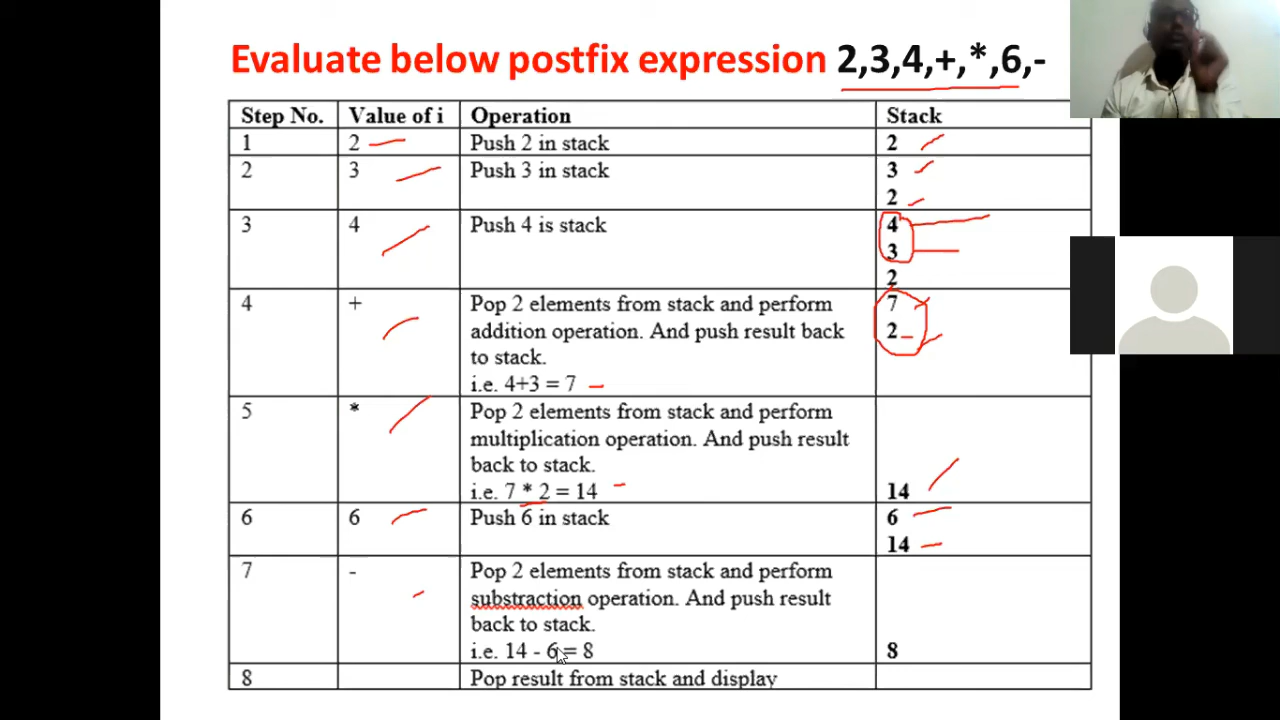 Evaluate below postfix expression 2,3,4,+,*,6,-
Step No. Value of i Operation Stack
1 2 Push 2 in stack 2
2 3 Push 3 in stack 3
2
3 4 Push 4 is stack 4
3
2
4 + Pop 2 elements from stack and perform 7
addition operation. And push result back 2
to stack.
i.e. 4+3 = 7
5 * Pop 2 elements from stack and perform
multiplication operation. And push result
back to stack.
i.e. 7 * 2 = 14 14
6 6 Push 6 in stack 6
14
7 - Pop 2 elements from stack and perform
substraction operation. And push result
back to stack.
i.e. 14 - 6 = 8 8
8 Pop result from stack and display